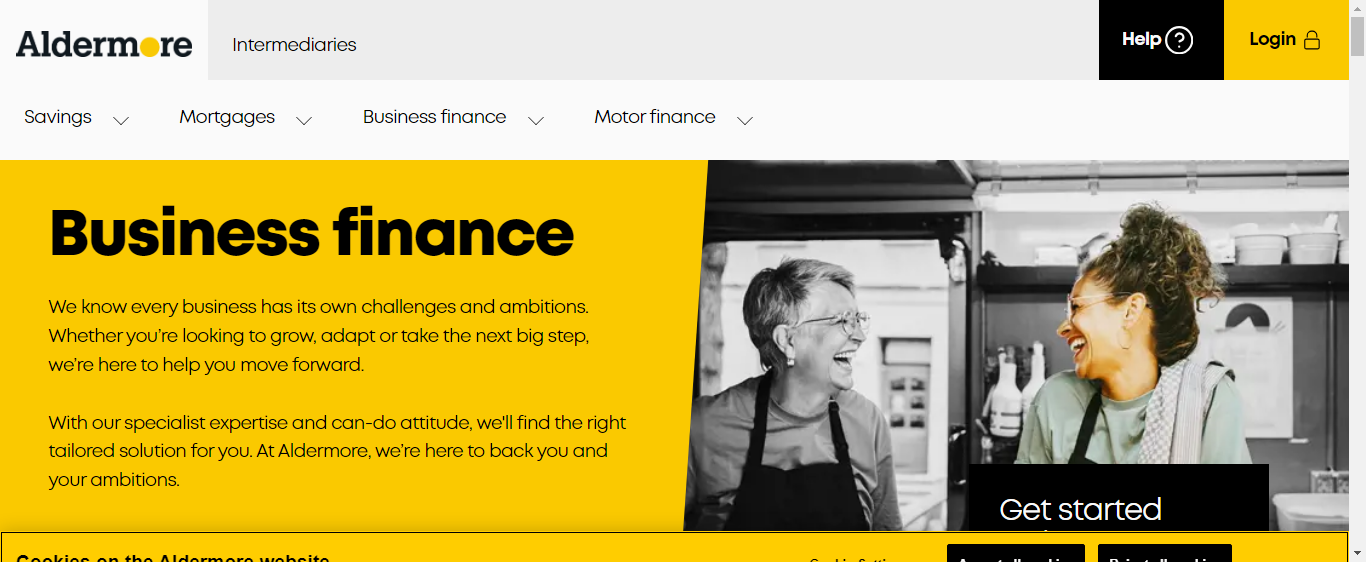 Aldermore
Intermediaries
Help
Login
Savings
Mortgages
Business finance
Motor finance
Business finance
We know every business has its own challenges and ambitions.
Whether you’re looking to grow, adapt or take the next big step,
we’re here to help you move forward.
With our specialist expertise and can-do attitude, we'll find the right
tailored solution for you. At Aldermore, we’re here to back you and
your ambitions.
Get started
Cookies on the Aldermore website